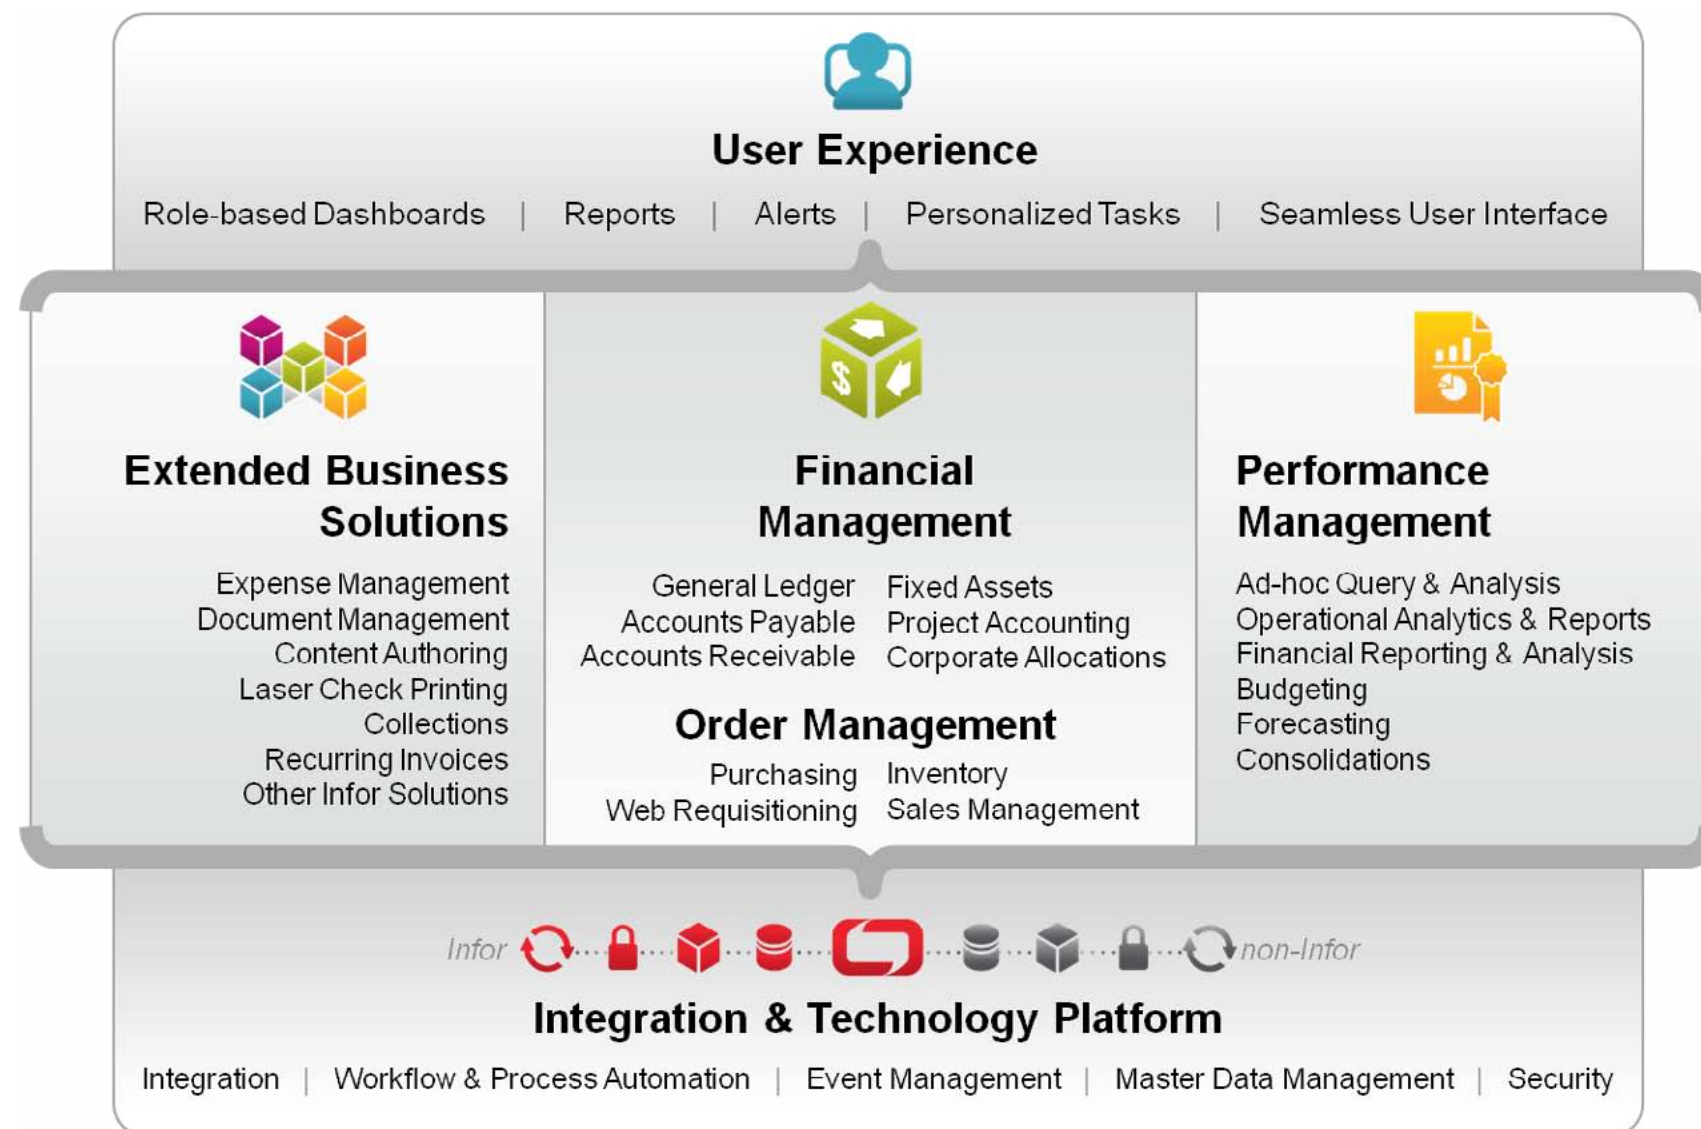 User Experience
Role-based Dashboards | Reports | Alerts | Personalized Tasks | Seamless User Interface
Extended Business
Solutions
Expense Management
Document Management
Content Authoring
Laser Check Printing
Collections
Recurring Invoices
Other Infor Solutions
$
Financial
Management
General Ledger
Accounts Payable
Accounts Receivable
Fixed Assets
Project Accounting
Corporate Allocations
Order Management
Purchasing
Web Requisitioning
Inventory
Sales Management
Performance
Management
Ad-hoc Query & Analysis
Operational Analytics & Reports
Financial Reporting & Analysis
Budgeting
Forecasting
Consolidations
Infor
non-Infor
Integration & Technology Platform
Integration | Workflow & Process Automation | Event Management | Master Data Management | Security